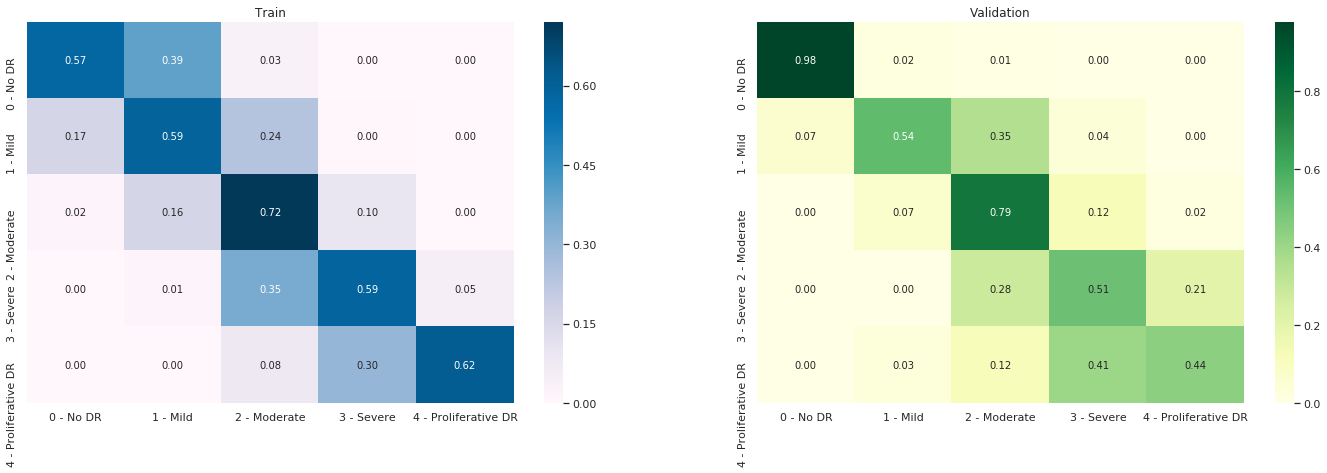 Train
0 - No DR
1 - Mild
2 - Moderate
3 - Severe
4 - Proliferative DR
0.57 0.39 0.03 0.00 0.00
0.17 0.59 0.24 0.00 0.00
0.02 0.16 0.72 0.10 0.00
0.00 0.01 0.35 0.59 0.05
0.00 0.00 0.08 0.30 0.62
0 - No DR 1 - Mild 2 - Moderate 3 - Severe 4 - Proliferative DR
0.60
0.45
0.30
0.15
0.00
Validation
0 - No DR
1 - Mild
2 - Moderate
3 - Severe
4 - Proliferative DR
0.98 0.02 0.01 0.00 0.00
0.07 0.54 0.35 0.04 0.00
0.00 0.07 0.79 0.12 0.02
0.00 0.00 0.28 0.51 0.21
0.00 0.03 0.12 0.41 0.44
0 - No DR 1 - Mild 2 - Moderate 3 - Severe 4 - Proliferative DR
0.8
0.6
0.4
0.2
0.0